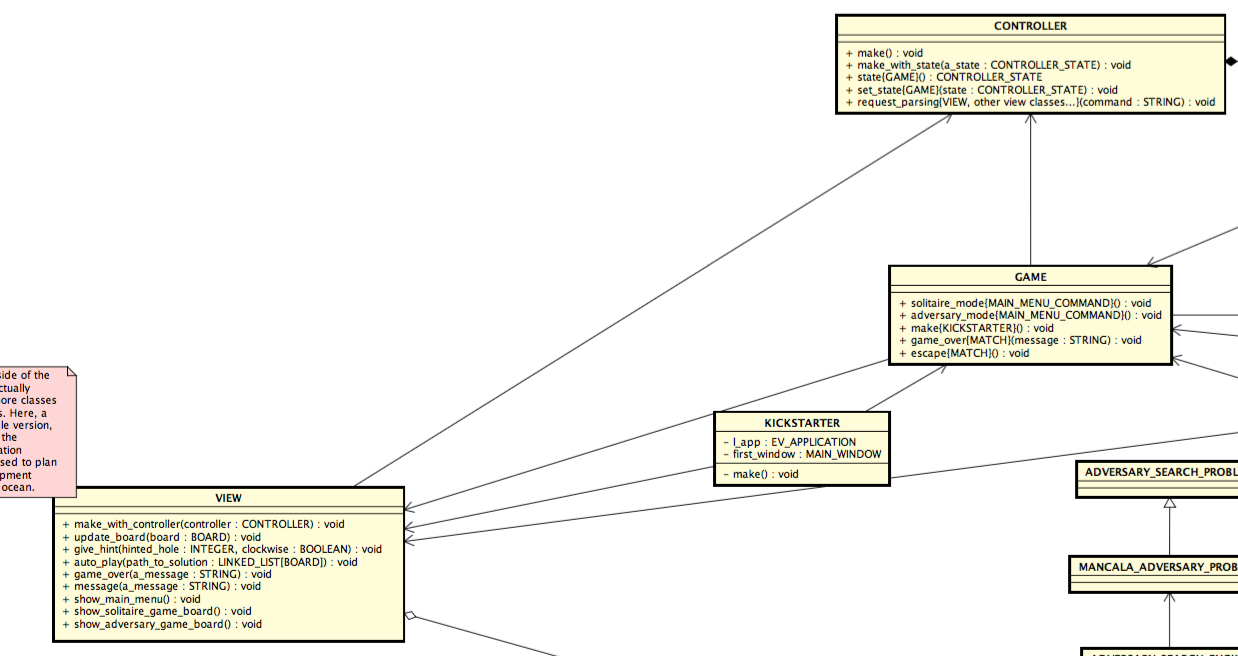 CONTROLLER
+ make() : void
+ make_with_state(a_state : CONTROLLER_STATE) : void
+ state{GAME}() : CONTROLLER_STATE
+ set_state{GAME}(state : CONTROLLER_STATE) : void
+ request_parsing{VIEW, other view classes...}(command : STRING) : void
GAME
+ solitaire_mode{MAIN_MENU_COMMAND}() : void
+ adversary_mode{MAIN_MENU_COMMAND}() : void
+ make{KICKSTARTER}() : void
+ game_over{MATCH}(message : STRING) : void
+ escape{MATCH}() : void
side of the
ctually
ore classes
s. Here, a
le version,
the
ation
sed to plan
pment
ocean.
KICKSTARTER
- l_app : EV_APPLICATION
- first_window : MAIN_WINDOW
- make() : void
VIEW
+ make_with_controller(controller : CONTROLLER) : void
+ update_board(board : BOARD) : void
+ give_hint(hinted_hole : INTEGER, clockwise : BOOLEAN) : void
+ auto_play(path_to_solution : LINKED_LIST[BOARD]) : void
+ game_over(a_message : STRING) : void
+ message(a_message : STRING) : void
+ show_main_menu() : void
+ show_solitaire_game_board() : void
+ show_adversary_game_board() : void
ADVERSARY_SEARCH_PROBL
MANCALA_ADVERSARY_PROB